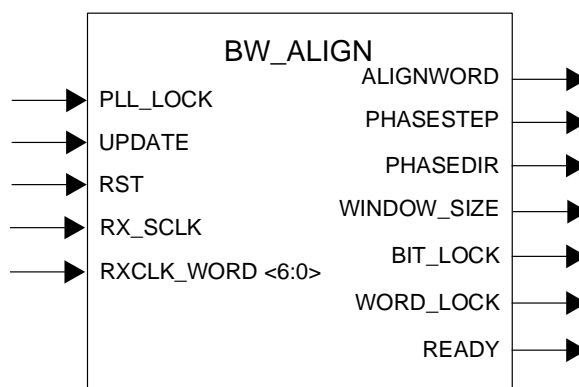 BW_ALIGN
PLL_LOCK
UPDATE
RST
RX_SCLK
RXCLK_WORD <6:0>
ALIGNWORD
PHASESTEP
PHASEDIR
WINDOW_SIZE
BIT_LOCK
WORD_LOCK
READY